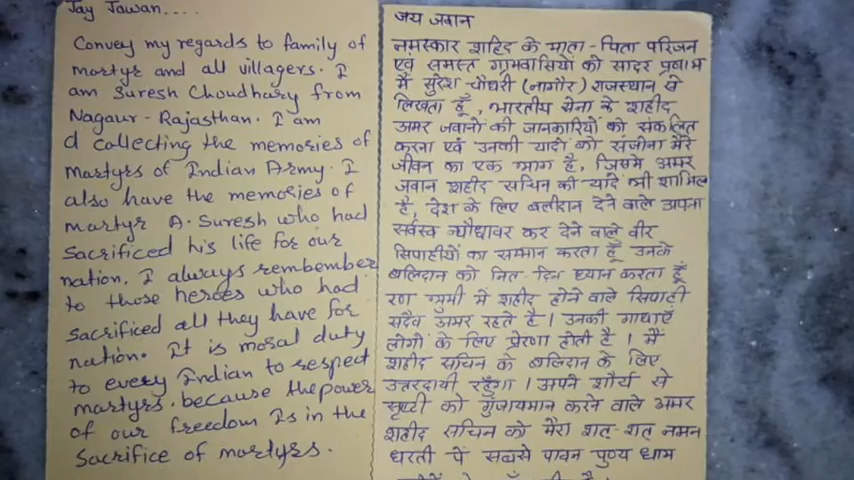 Jay Jawan....
Convey my regards to family of
martyr and all villagers. I
am Suresh Choudhary from
Nagaur-Rajasthan. I am
d collecting the memories of
martyrs of Indian Army. I
also have the memories of
martyr A. Suresh who had
sacrificed his life for our
nation. I always rembember
to those heroes who had
sacrificed all they have for
nation. It is moral duty
to every Indian to respect
martyrs. because the power
of our freedom Is in the
sacrifice of martyrs.
जय जवान
नमस्कार शहिद के माता-पिता परिजन
एवं समस्त ग्रामवासियों को सादर प्रणाम
मैं सुरेश चौधरी (नागौर) राजस्थान से
लिखता हूँ, भारतीय सेना के शहीद
अमर जवानों की जानकारियों को संकलित
करना एवं उनकी यादों को संजोना मेरे
जीवन का एक भाग है, जिसमे अमर
जवान शहीद सचिन की यादें भी शामिल
है, देश के लिए बलीदान देने वाले अपना
सर्वस्व न्यौछावर कर देने वाले वीर
सिपाहीयों का सम्मान करता हूँ उनके
बलिदान को नित दिन ध्यान करता हूँ
रण भुमी में शहीद होने वाले सिपाही
सदैव अमर रहते है। उनकी गाथाएँ
लोगों के लिए प्रेरणा होती है। मैं
शहीद सचिन के बलिदान के लिए
उत्तरदायी रहुँगा। अपने शौर्य से
सृष्टी को गुँजायमान करने वाले अमर
शहीद सचिन को मेरा शत्-शत् नमन
धरती पें सबसे पावन पुण्य धाम